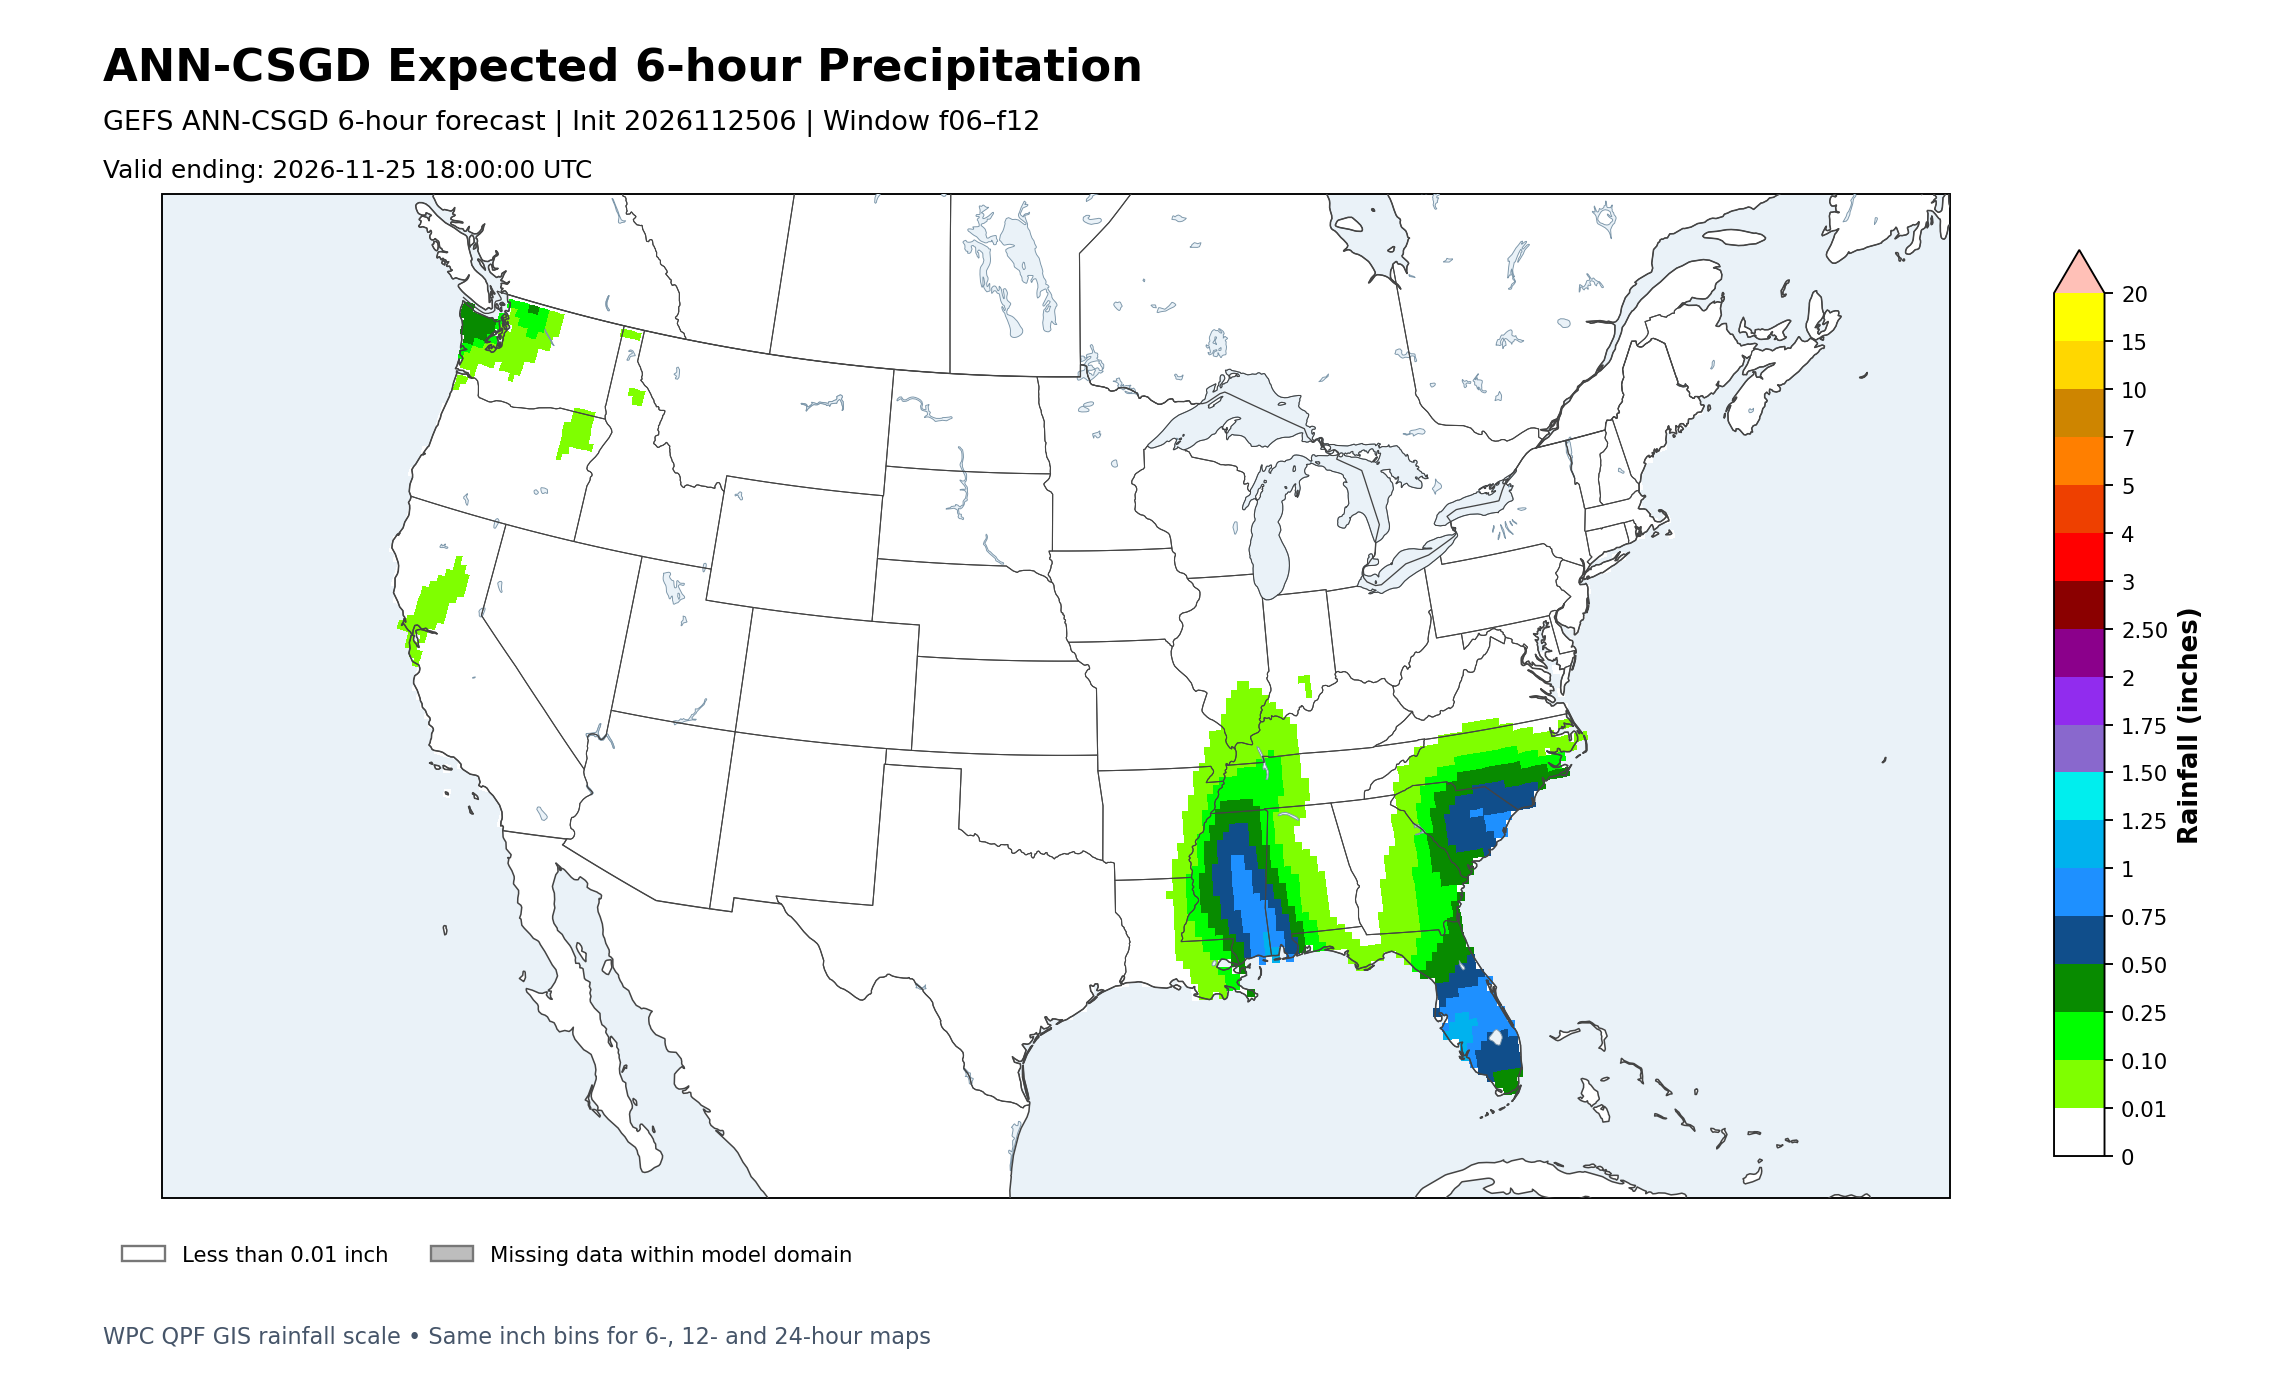 ANN-CSGD Expected 6-hour Precipitation
GEFS ANN-CSGD 6-hour forecast | Init 2026112506 | Window f06–f12
Valid ending: 2026-11-25 18:00:00 UTC
20
15
10
7
5
4
3
2.50
2
1.75
1.50
1.25
1
0.75
0.50
0.25
0.10
0.01
0
Rainfall (inches)
Less than 0.01 inch
Missing data within model domain
WPC QPF GIS rainfall scale • Same inch bins for 6-, 12- and 24-hour maps